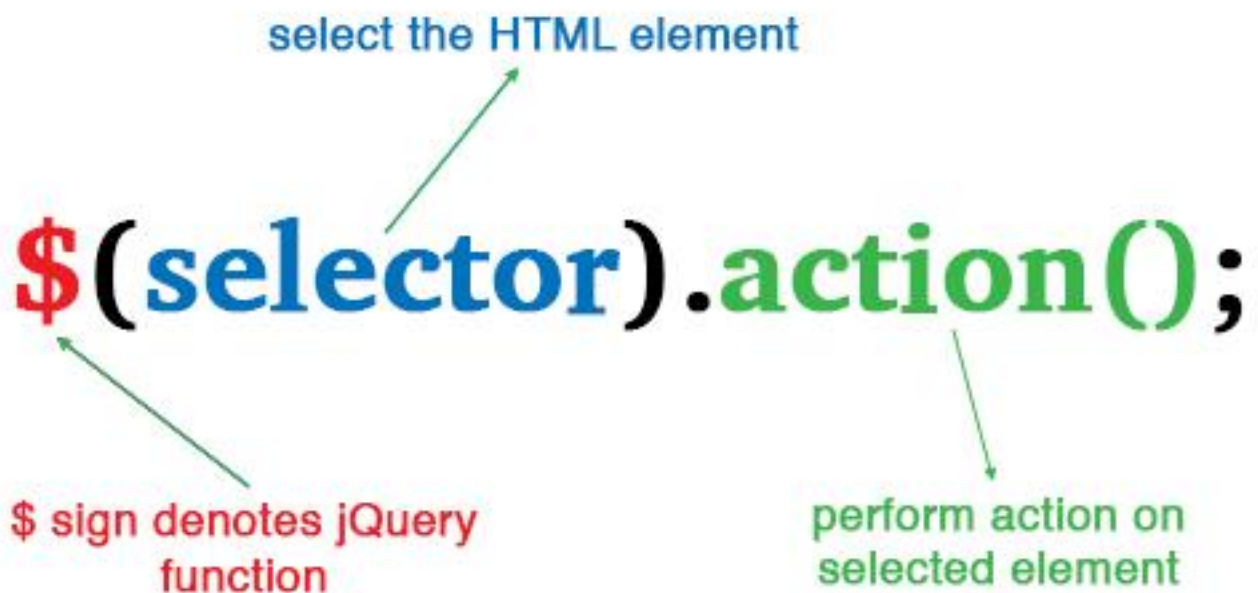 select the HTML element
$(selector).action();
$ sign denotes jQuery
function
perform action on
selected element